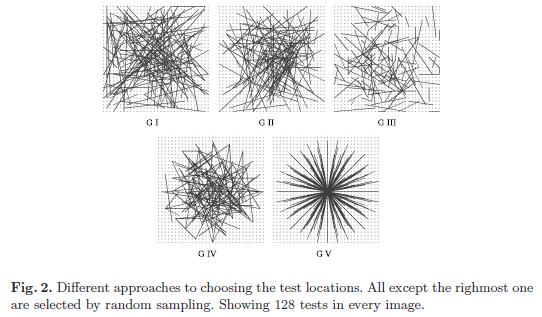 G I
G II
G III
G IV
G V
Fig. 2. Different approaches to choosing the test locations. All except the righmost one
are selected by random sampling. Showing 128 tests in every image.